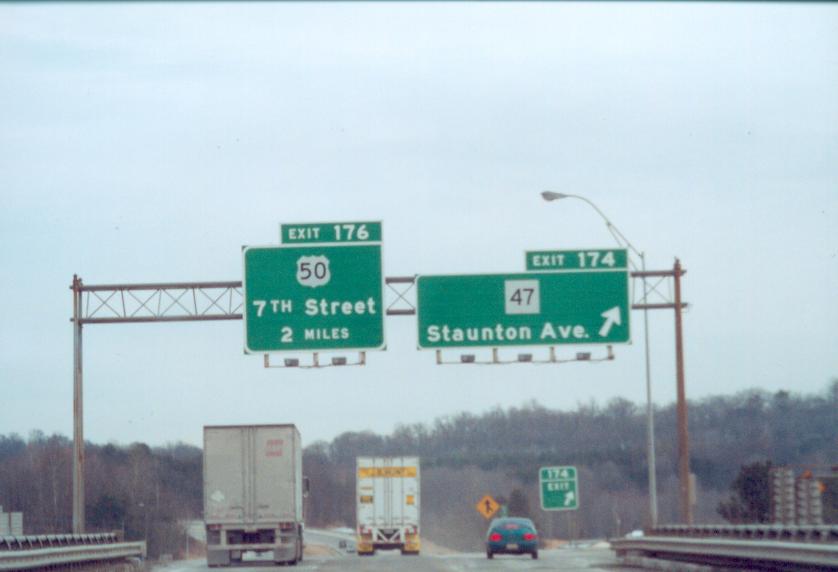 EXIT 176
50
7TH Street
2 MILES
EXIT 174
47
Staunton Ave.
174
EXIT